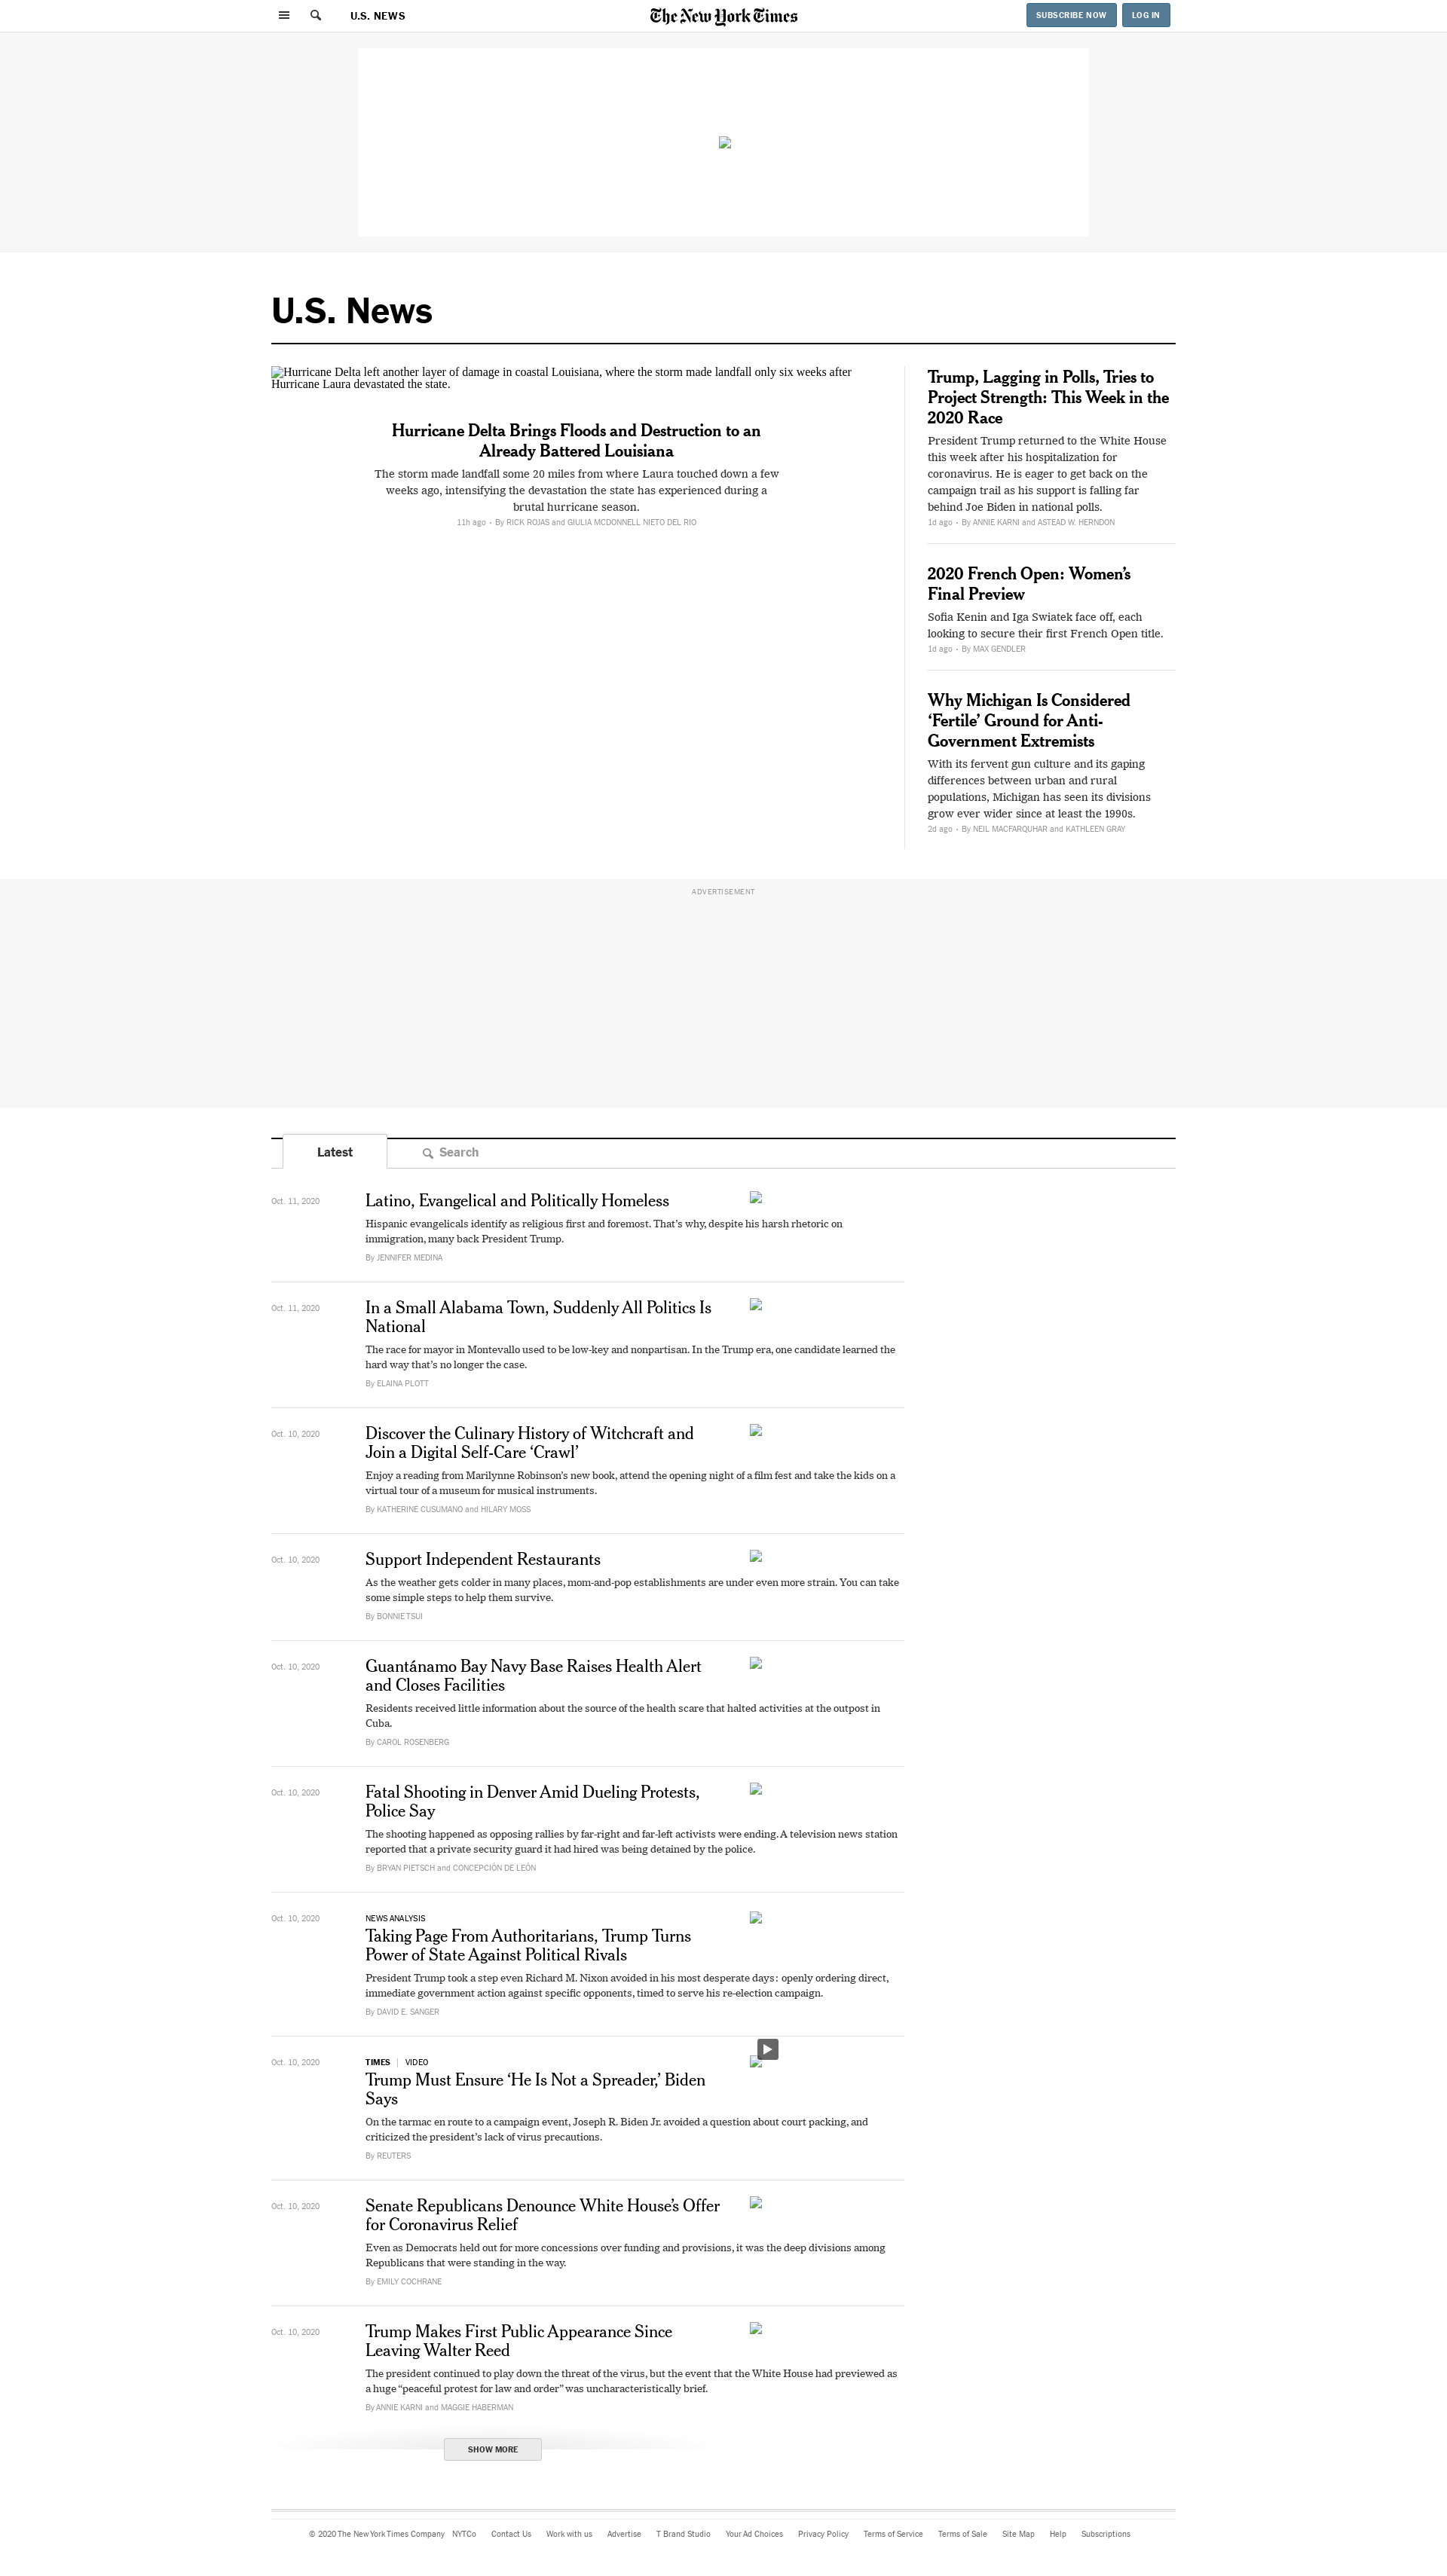 U.S. NEWS
The New York Times
SUBSCRIBE NOW
LOG IN
U.S. News
Hurricane Delta left another layer of damage in coastal Louisiana, where the storm made landfall only six weeks after
Hurricane Laura devastated the state.
Hurricane Delta Brings Floods and Destruction to an
Already Battered Louisiana
The storm made landfall some 20 miles from where Laura touched down a few
weeks ago, intensifying the devastation the state has experienced during a
brutal hurricane season.
11h ago • By RICK ROJAS and GIULIA MCDONNELL NIETO DEL RIO
Trump, Lagging in Polls, Tries to
Project Strength: This Week in the
2020 Race
President Trump returned to the White House
this week after his hospitalization for
coronavirus. He is eager to get back on the
campaign trail as his support is falling far
behind Joe Biden in national polls.
1d ago • By ANNIE KARNI and ASTEAD W. HERNDON
2020 French Open: Women’s
Final Preview
Sofia Kenin and Iga Swiatek face off, each
looking to secure their first French Open title.
1d ago • By MAX GENDLER
Why Michigan Is Considered
‘Fertile’ Ground for Anti-
Government Extremists
With its fervent gun culture and its gaping
differences between urban and rural
populations, Michigan has seen its divisions
grow ever wider since at least the 1990s.
2d ago • By NEIL MACFARQUHAR and KATHLEEN GRAY
ADVERTISEMENT
Latest
Search
Oct. 11, 2020
Latino, Evangelical and Politically Homeless
Hispanic evangelicals identify as religious first and foremost. That’s why, despite his harsh rhetoric on
immigration, many back President Trump.
By JENNIFER MEDINA
Oct. 11, 2020
In a Small Alabama Town, Suddenly All Politics Is
National
The race for mayor in Montevallo used to be low-key and nonpartisan. In the Trump era, one candidate learned the
hard way that’s no longer the case.
By ELAINA PLOTT
Oct. 10, 2020
Discover the Culinary History of Witchcraft and
Join a Digital Self-Care ‘Crawl’
Enjoy a reading from Marilynne Robinson’s new book, attend the opening night of a film fest and take the kids on a
virtual tour of a museum for musical instruments.
By KATHERINE CUSUMANO and HILARY MOSS
Oct. 10, 2020
Support Independent Restaurants
As the weather gets colder in many places, mom-and-pop establishments are under even more strain. You can take
some simple steps to help them survive.
By BONNIE TSUI
Oct. 10, 2020
Guantánamo Bay Navy Base Raises Health Alert
and Closes Facilities
Residents received little information about the source of the health scare that halted activities at the outpost in
Cuba.
By CAROL ROSENBERG
Oct. 10, 2020
Fatal Shooting in Denver Amid Dueling Protests,
Police Say
The shooting happened as opposing rallies by far-right and far-left activists were ending. A television news station
reported that a private security guard it had hired was being detained by the police.
By BRYAN PIETSCH and CONCEPCIÓN DE LEÓN
Oct. 10, 2020
NEWS ANALYSIS
Taking Page From Authoritarians, Trump Turns
Power of State Against Political Rivals
President Trump took a step even Richard M. Nixon avoided in his most desperate days: openly ordering direct,
immediate government action against specific opponents, timed to serve his re-election campaign.
By DAVID E. SANGER
Oct. 10, 2020
TIMES | VIDEO
Trump Must Ensure ‘He Is Not a Spreader,’ Biden
Says
On the tarmac en route to a campaign event, Joseph R. Biden Jr. avoided a question about court packing, and
criticized the president’s lack of virus precautions.
By REUTERS
Oct. 10, 2020
Senate Republicans Denounce White House’s Offer
for Coronavirus Relief
Even as Democrats held out for more concessions over funding and provisions, it was the deep divisions among
Republicans that were standing in the way.
By EMILY COCHRANE
Oct. 10, 2020
Trump Makes First Public Appearance Since
Leaving Walter Reed
The president continued to play down the threat of the virus, but the event that the White House had previewed as
a huge “peaceful protest for law and order” was uncharacteristically brief.
By ANNIE KARNI and MAGGIE HABERMAN
SHOW MORE
© 2020 The New York Times Company NYTCo Contact Us Work with us Advertise T Brand Studio Your Ad Choices Privacy Policy Terms of Service Terms of Sale Site Map Help Subscriptions